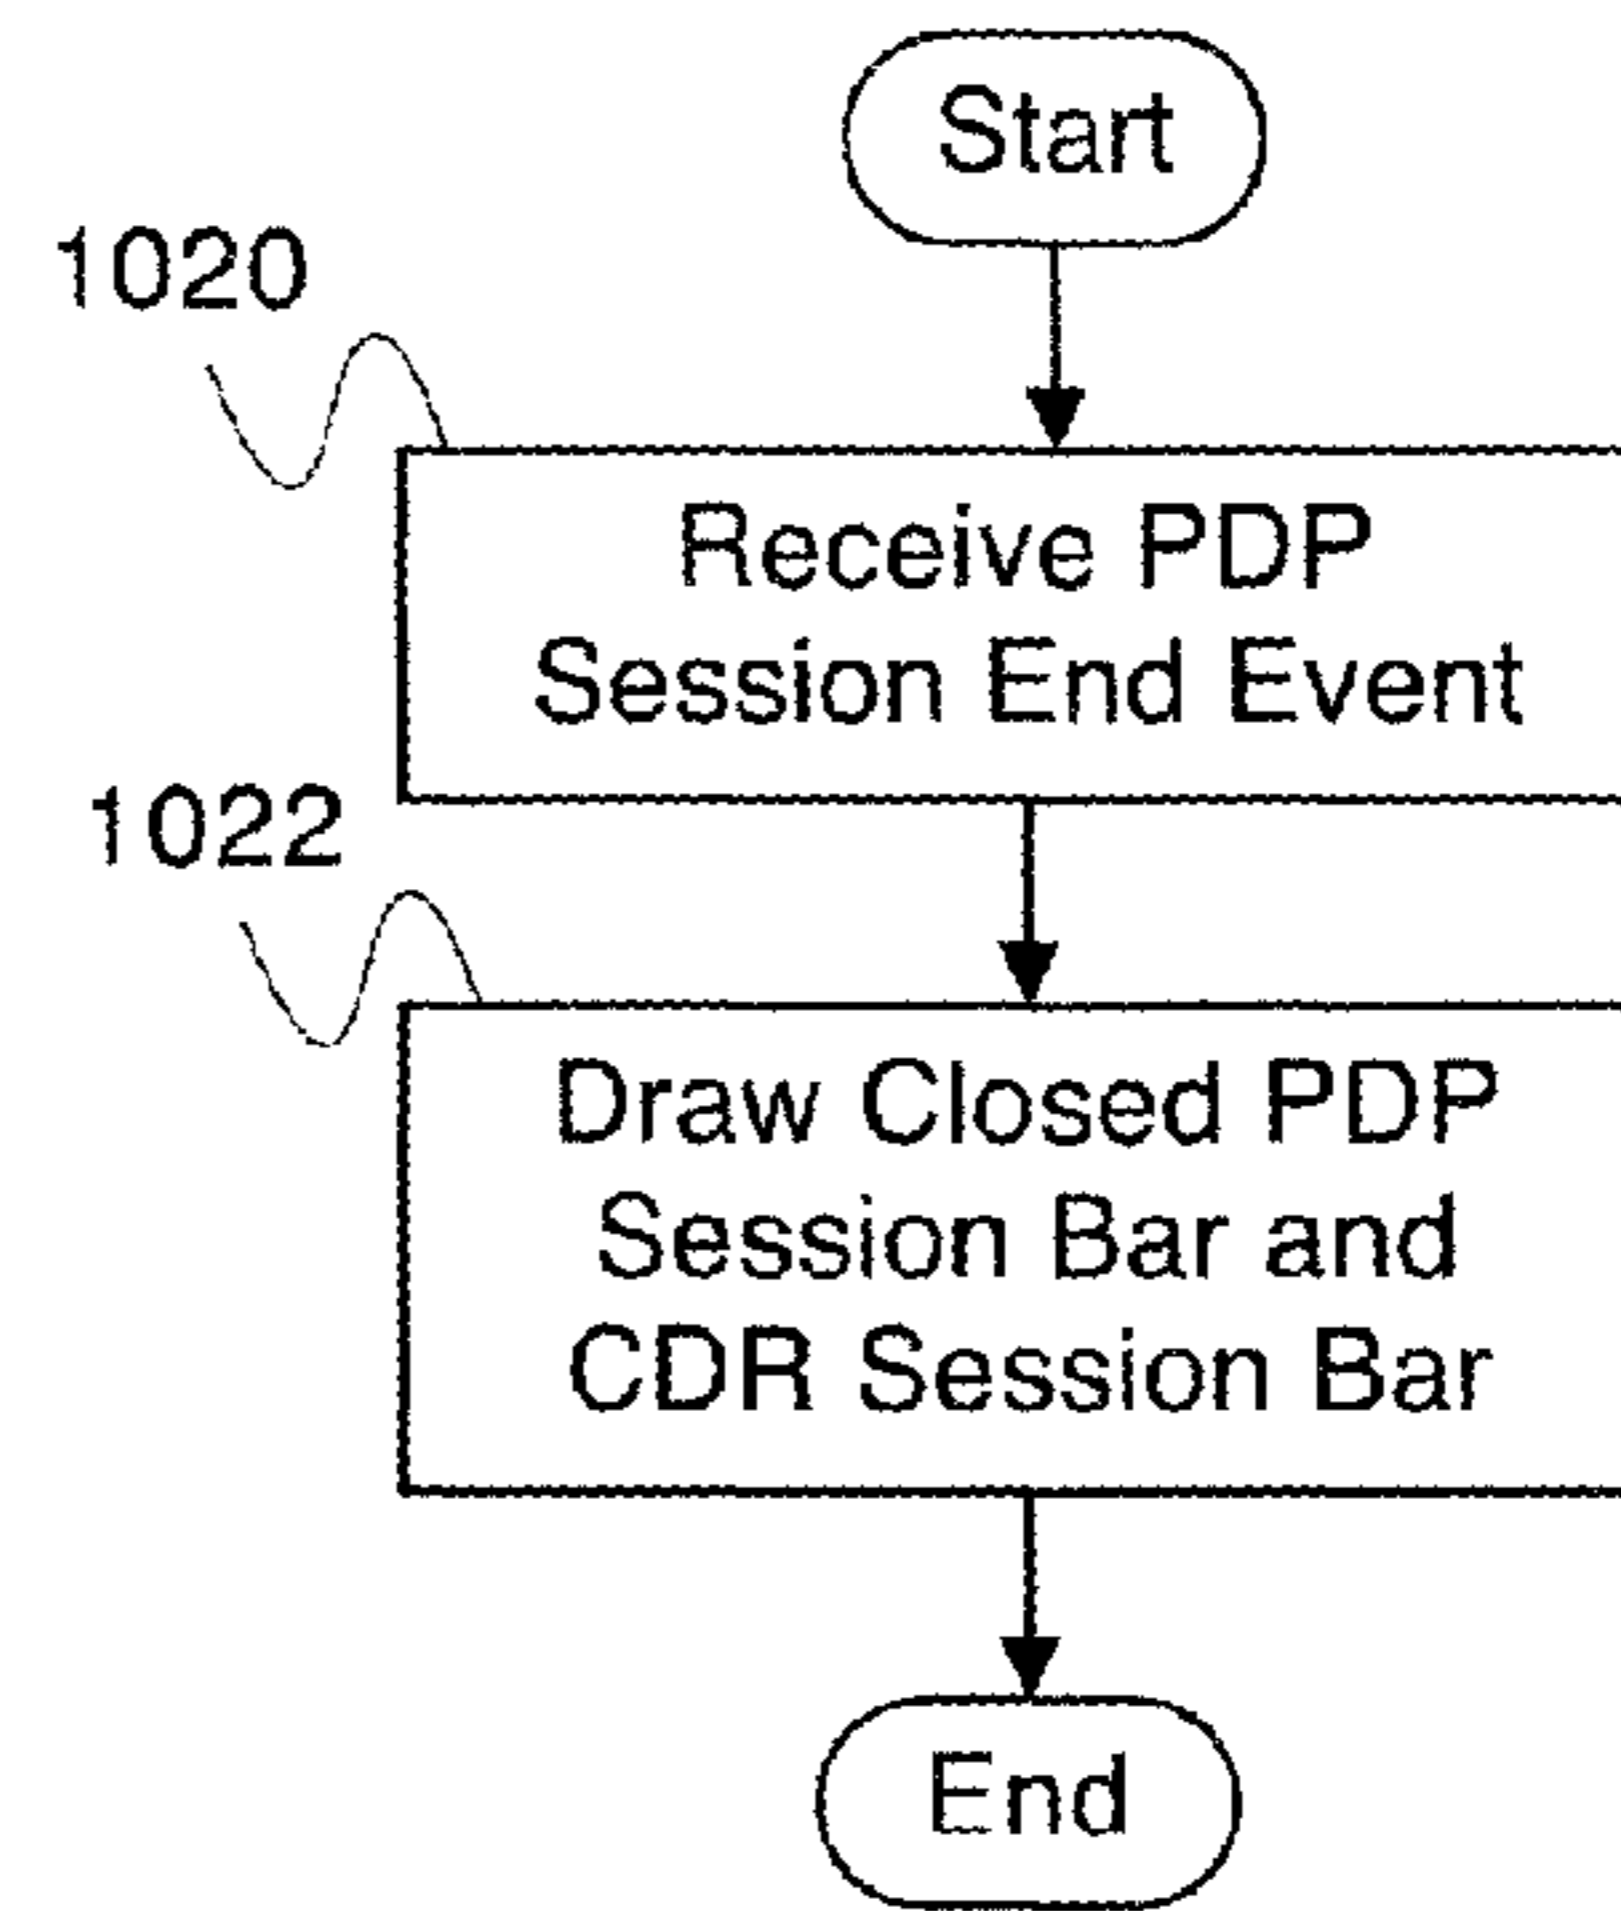 Start
1020
Receive PDP
Session End Event
1022
Draw Closed PDP
Session Bar and
CDR Session Bar
End